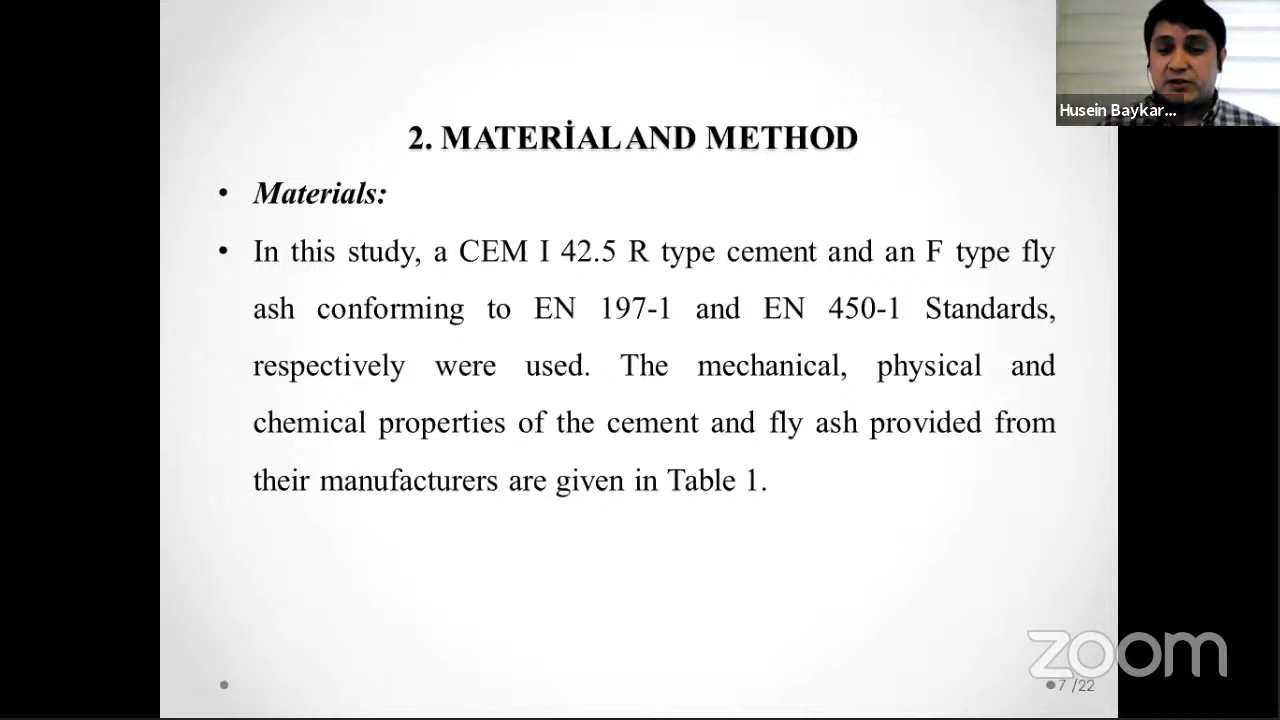 Husein Baykar...
2. MATERİAL AND METHOD
• Materials:
• In this study, a CEM I 42.5 R type cement and an F type fly
ash conforming to EN 197-1 and EN 450-1 Standards,
respectively were used. The mechanical, physical and
chemical properties of the cement and fly ash provided from
their manufacturers are given in Table 1.
zoom
7 /22